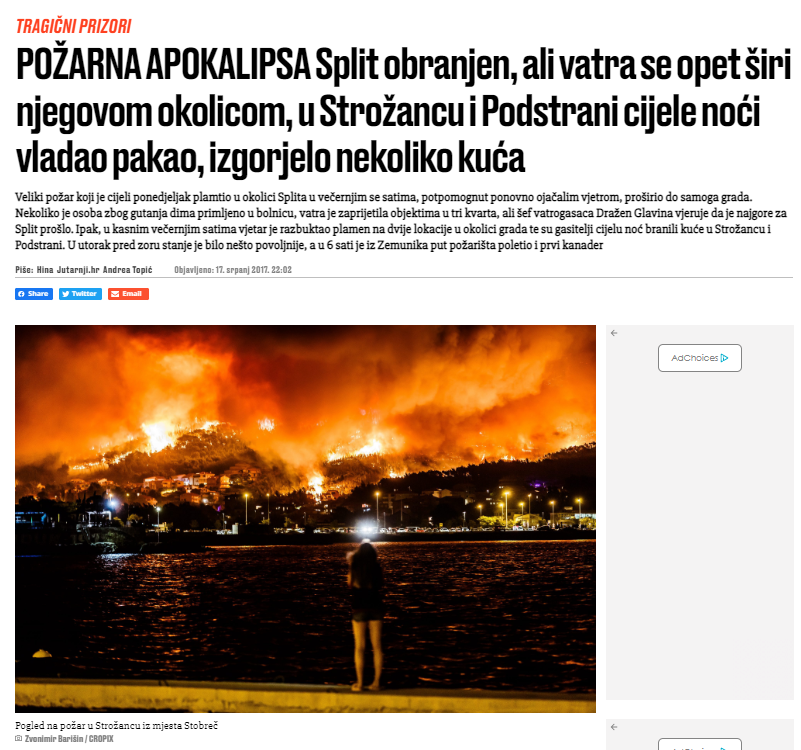 TRAGIČNI PRIZORI
POŽARNA APOKALIPSA Split obranjen, ali vatra se opet širi
njegovom okolicom, u Strožancu i Podstrani cijele noći
vladao pakao, izgorjelo nekoliko kuća
Veliki požar koji je cijeli ponedjeljak plamtio u okolici Splita u večernjim se satima, potpomognut ponovno ojačalim vjetrom, proširio do samoga grada.
Nekoliko je osoba zbog gutanja dima primljeno u bolnicu, vatra je zaprijetila objektima u tri kvarta, ali šef vatrogasaca Dražen Glavina vjeruje da je najgore za
Split prošlo. Ipak, u kasnim večernjim satima vjetar je razbuktao plamen na dvije lokacije u okolici grada te su gasitelji cijelu noć branili kuće u Strožancu i
Podstrani. U utorak pred zoru stanje je bilo nešto povoljnije, a u 6 sati je iz Zemunika put požarišta poletio i prvi kanader
Piše: Hina Jutarnji.hr Andrea Topić Objavljeno: 17. srpanj 2017. 22:02
Share Twitter Email
AdChoices
Pogled na požar u Strožancu iz mjesta Stobreč
Zvonimir Barišin / CROPIX
AdChoices